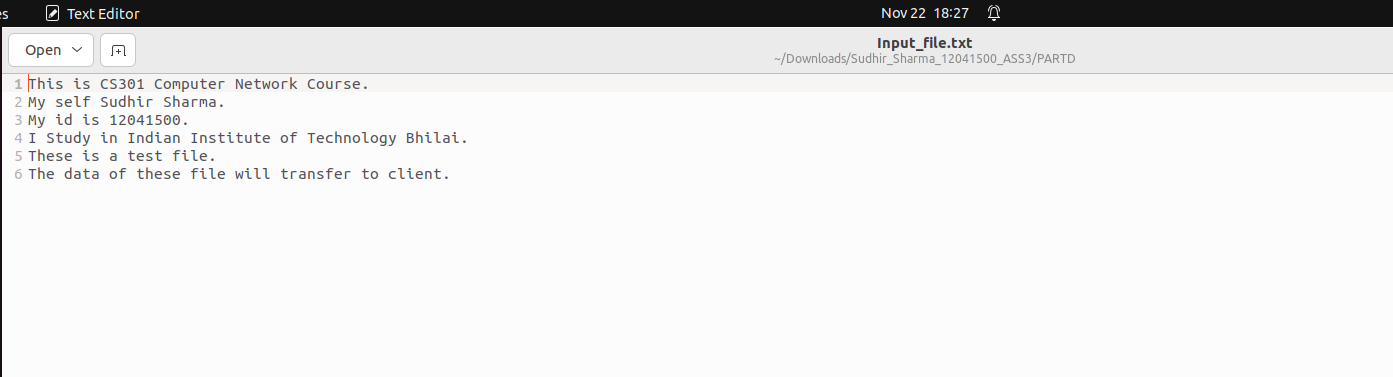 es Text Editor Nov 22 18:27
Open Input_file.txt
~/Downloads/Sudhir_Sharma_12041500_ASS3/PARTD
1 This is CS301 Computer Network Course.
2 My self Sudhir Sharma.
3 My id is 12041500.
4 I Study in Indian Institute of Technology Bhilai.
5 These is a test file.
6 The data of these file will transfer to client.